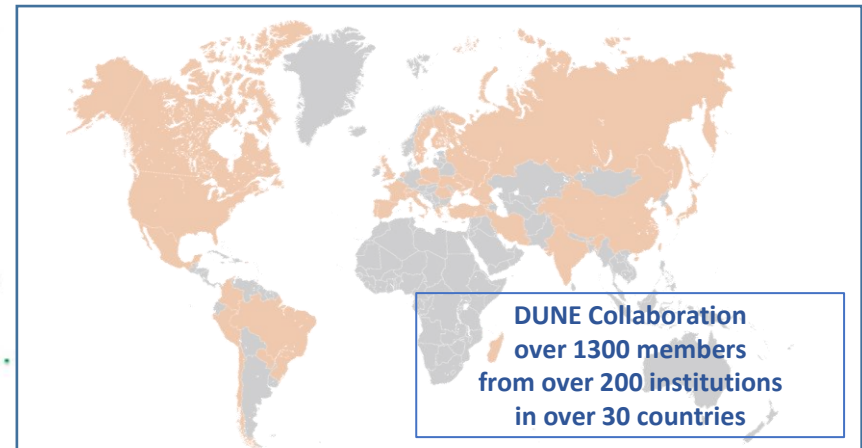 DUNE Collaboration
over 1300 members
from over 200 institutions
in over 30 countries